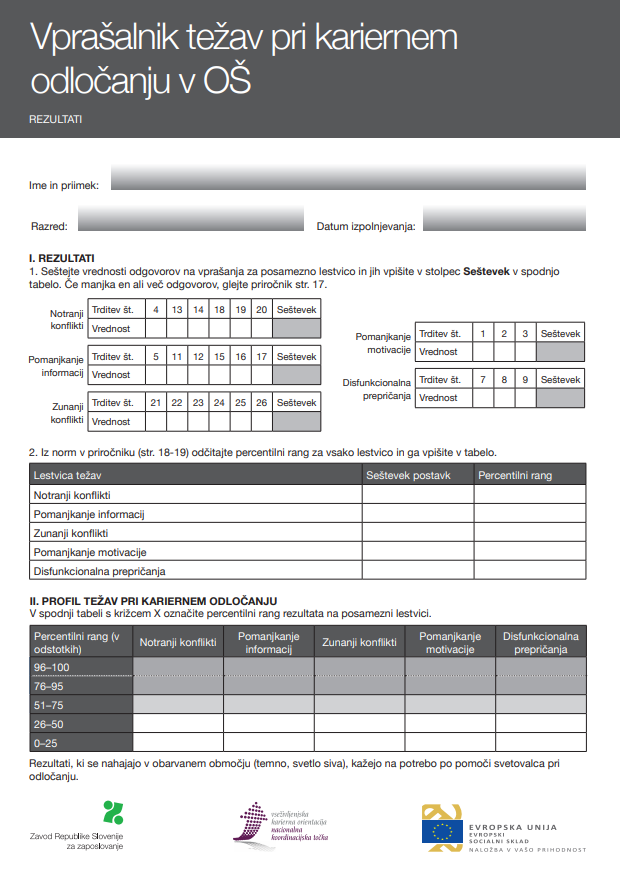 Vprašalnik težav pri kariernem
odločanju v OŠ
REZULTATI
Ime in priimek:
Razred: Datum izpolnjevanja:
I. REZULTATI
1. Seštejte vrednosti odgovorov na vprašanja za posamezno lestvico in jih vpišite v stolpec Seštevek v spodnjo
tabelo. Če manjka en ali več odgovorov, glejte priročnik str. 17.
Notranji
konflikti
Trditev št. 4 13 14 18 19 20 Seštevek
Vrednost
Pomanjkanje
informacij
Trditev št. 5 11 12 15 16 17 Seštevek
Vrednost
Zunanji
konflikti
Trditev št. 21 22 23 24 25 26 Seštevek
Vrednost
Pomanjkanje
motivacije
Trditev št. 1 2 3 Seštevek
Vrednost
Disfunkcionalna
prepričanja
Trditev št. 7 8 9 Seštevek
Vrednost
2. Iz norm v priročniku (str. 18-19) odčitajte percentilni rang za vsako lestvico in ga vpišite v tabelo.
Lestvica težav Seštevek postavk Percentilni rang
Notranji konflikti
Pomanjkanje informacij
Zunanji konflikti
Pomanjkanje motivacije
Disfunkcionalna prepričanja
II. PROFIL TEŽAV PRI KARIERNEM ODLOČANJU
V spodnji tabeli s križcem X označite percentilni rang rezultata na posamezni lestvici.
Percentilni rang (v
odstotkih)
Notranji konflikti
Pomanjkanje
informacij
Zunanji konflikti
Pomanjkanje
motivacije
Disfunkcionalna
prepričanja
96–100
76–95
51–75
26–50
0–25
Rezultati, ki se nahajajo v obarvanem območju (temno, svetlo siva), kažejo na potrebo po pomoči svetovalca pri
odločanju.
Zavod Republike Slovenije
za zaposlovanje
vseživljenjska
karierna orientacija
nacionalna
koordinacijska točka
EVROPSKA UNIJA
EVROPSKI
SOCIALNI SKLAD
NALOŽBA V VAŠO PRIHODNOST